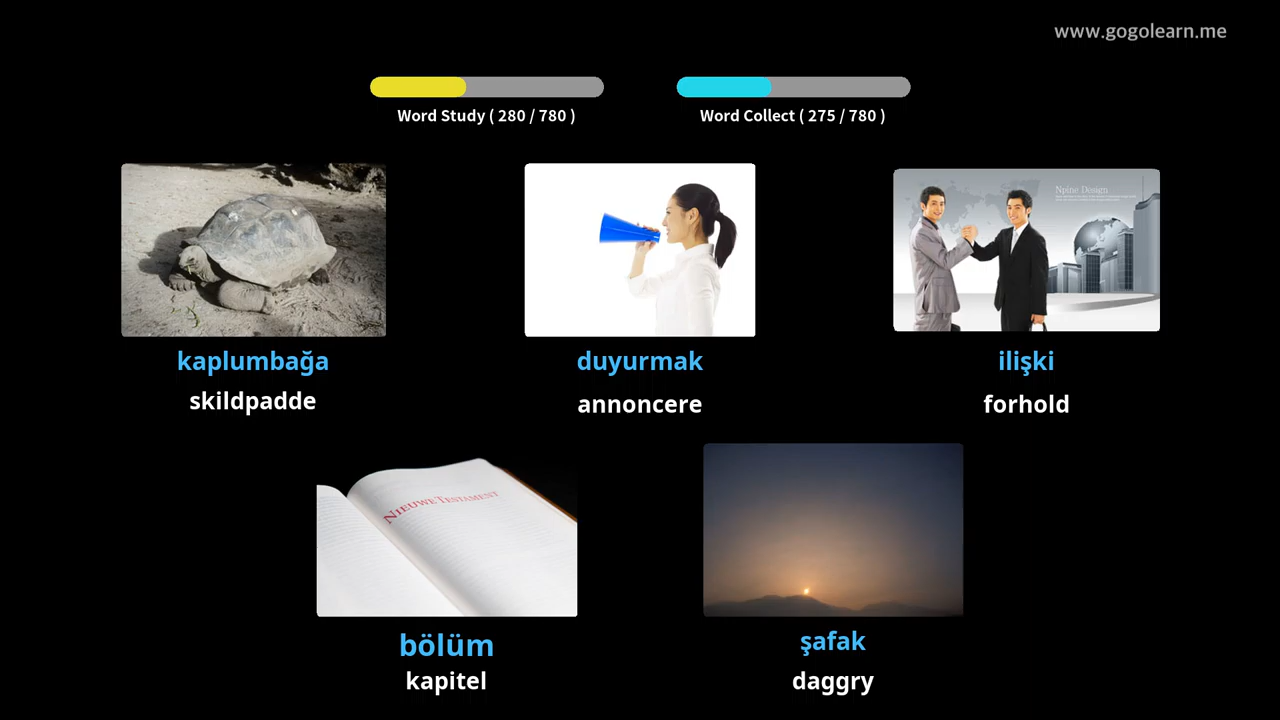 www.gogolearn.me
Word Study ( 280 / 780 )
Word Collect ( 275 / 780 )
Npine Design
kaplumbağa
duyurmak
ilişki
skildpadde
annoncere
forhold
NIEUWE TESTAMENT
bölüm
şafak
kapitel
daggry